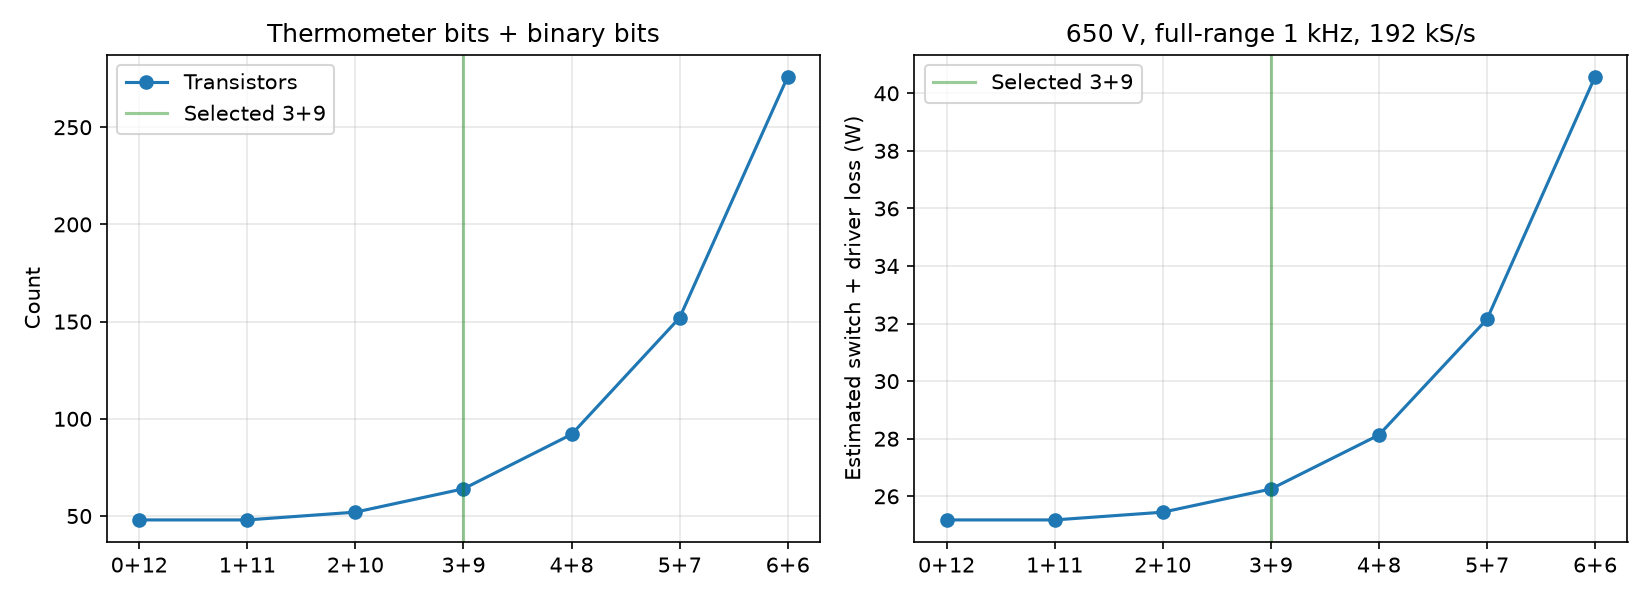 Thermometer bits + binary bits
Transistors
Selected 3+9
Count
250
200
150
100
50
0+12 1+11 2+10 3+9 4+8 5+7 6+6
650 V, full-range 1 kHz, 192 kS/s
Selected 3+9
Estimated switch + driver loss (W)
40
38
36
34
32
30
28
26
0+12 1+11 2+10 3+9 4+8 5+7 6+6